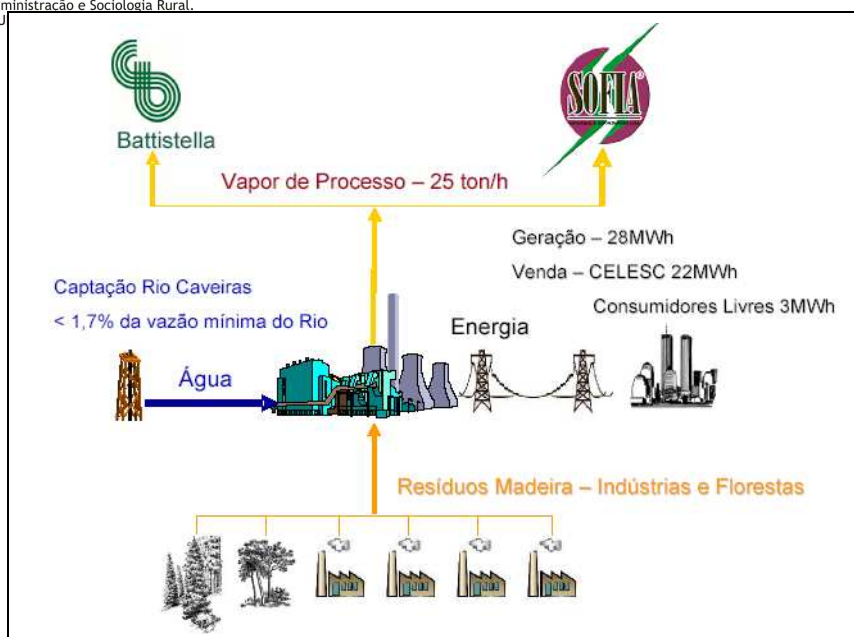 ministração e Sociologia Rural.
Battistella
SOFIA®
Vapor de Processo – 25 ton/h
Geração – 28MWh
Venda – CELESC 22MWh
Consumidores Livres 3MWh
Captação Rio Caveiras
< 1,7% da vazão mínima do Rio
Energia
Água
Resíduos Madeira – Indústrias e Florestas